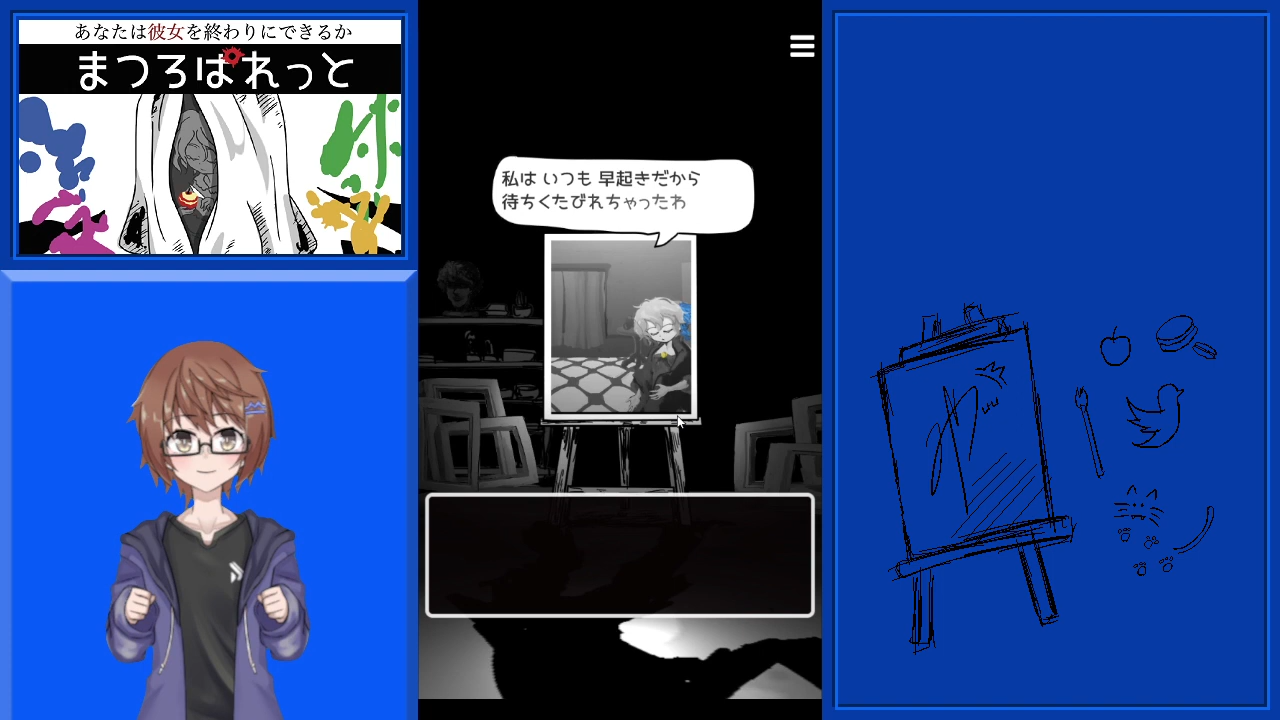 あなたは彼女を終わりにできるか
まつろぱれっと
私は いつも 早起きだから
待ちくたびれちゃったわ